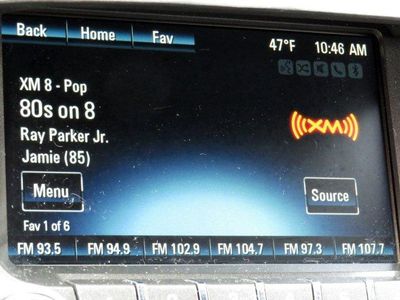 Back Home Fav
47°F 10:46 AM
XM 8 - Pop
80s on 8
Ray Parker Jr.
Jamie (85)
((XM))
Menu Source
Fav 1 of 6
FM 93.5 FM 94.9 FM 102.9 FM 104.7 FM 97.3 FM 107.7